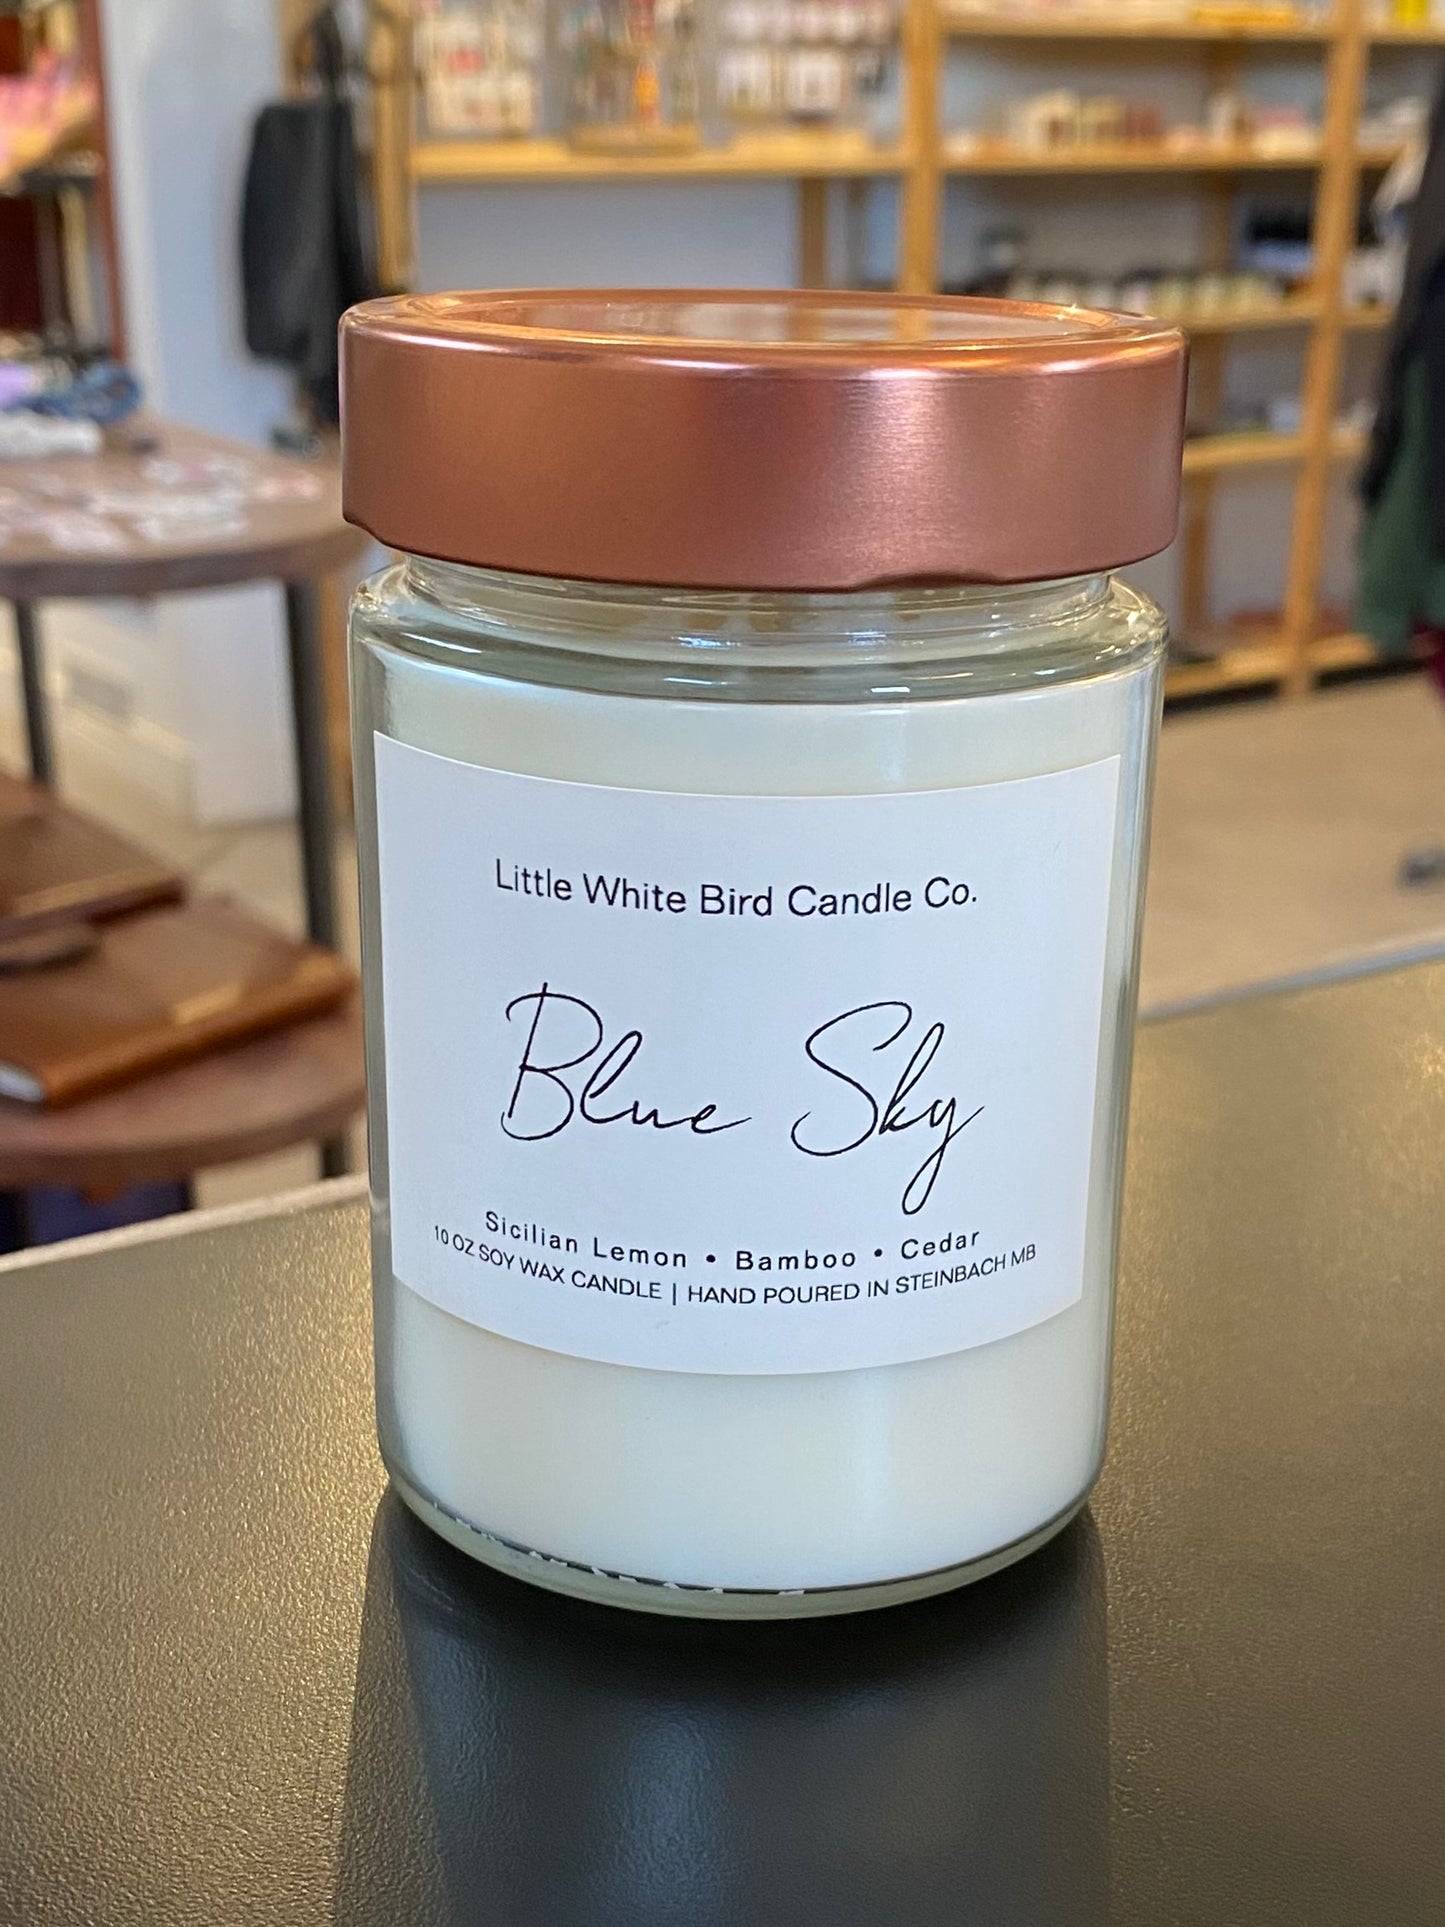 Little White Bird Candle Co.
Blue Sky
Sicilian Lemon • Bamboo • Cedar
10 OZ SOY WAX CANDLE | HAND POURED IN STEINBACH MB